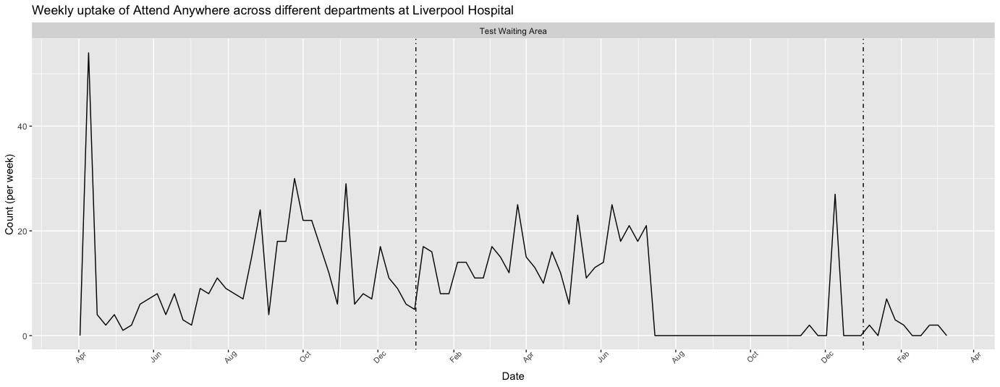 Weekly uptake of Attend Anywhere across different departments at Liverpool Hospital
Test Waiting Area
Count (per week)
40
20
0
Apr Jun Aug Oct Dec Feb Apr Jun Aug Oct Dec Feb Apr
Date